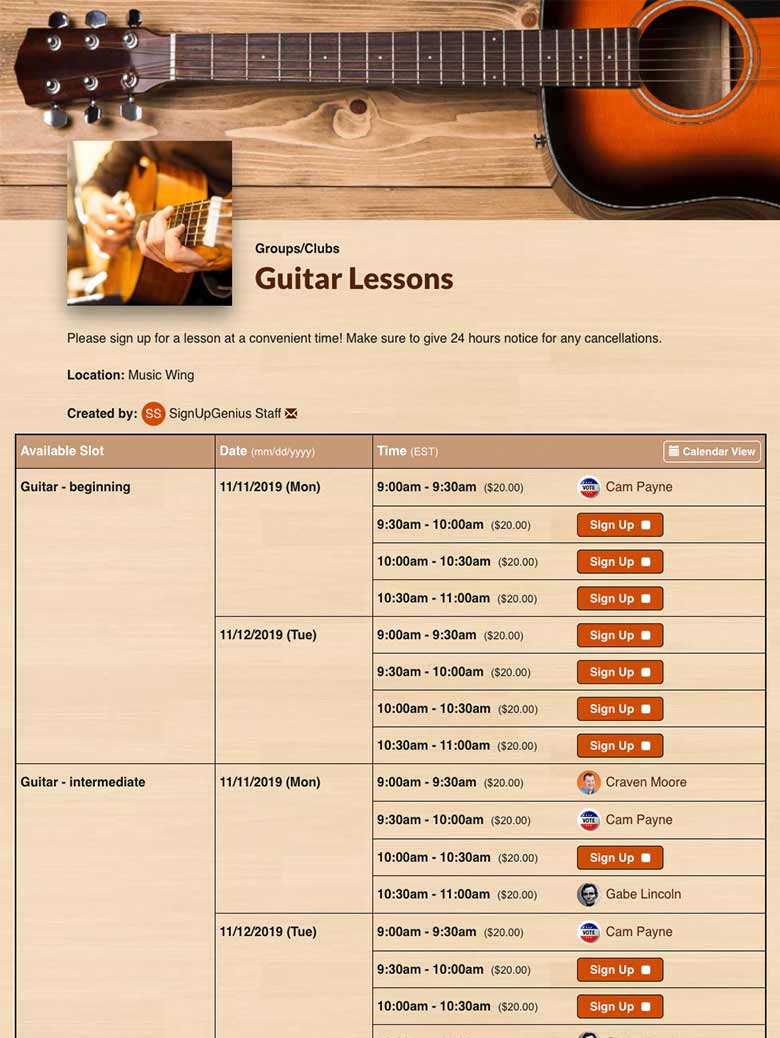 Groups/Clubs
Guitar Lessons
Please sign up for a lesson at a convenient time! Make sure to give 24 hours notice for any cancellations.
Location: Music Wing
Created by: SS SignUpGenius Staff
Available Slot Date (mm/dd/yyyy) Time (EST) Calendar View
Guitar - beginning 11/11/2019 (Mon) 9:00am - 9:30am ($20.00) VOTE Cam Payne
9:30am - 10:00am ($20.00) Sign Up
10:00am - 10:30am ($20.00) Sign Up
10:30am - 11:00am ($20.00) Sign Up
11/12/2019 (Tue) 9:00am - 9:30am ($20.00) Sign Up
9:30am - 10:00am ($20.00) Sign Up
10:00am - 10:30am ($20.00) Sign Up
10:30am - 11:00am ($20.00) Sign Up
Guitar - intermediate 11/11/2019 (Mon) 9:00am - 9:30am ($20.00) Craven Moore
9:30am - 10:00am ($20.00) VOTE Cam Payne
10:00am - 10:30am ($20.00) Sign Up
10:30am - 11:00am ($20.00) Gabe Lincoln
11/12/2019 (Tue) 9:00am - 9:30am ($20.00) VOTE Cam Payne
9:30am - 10:00am ($20.00) Sign Up
10:00am - 10:30am ($20.00) Sign Up